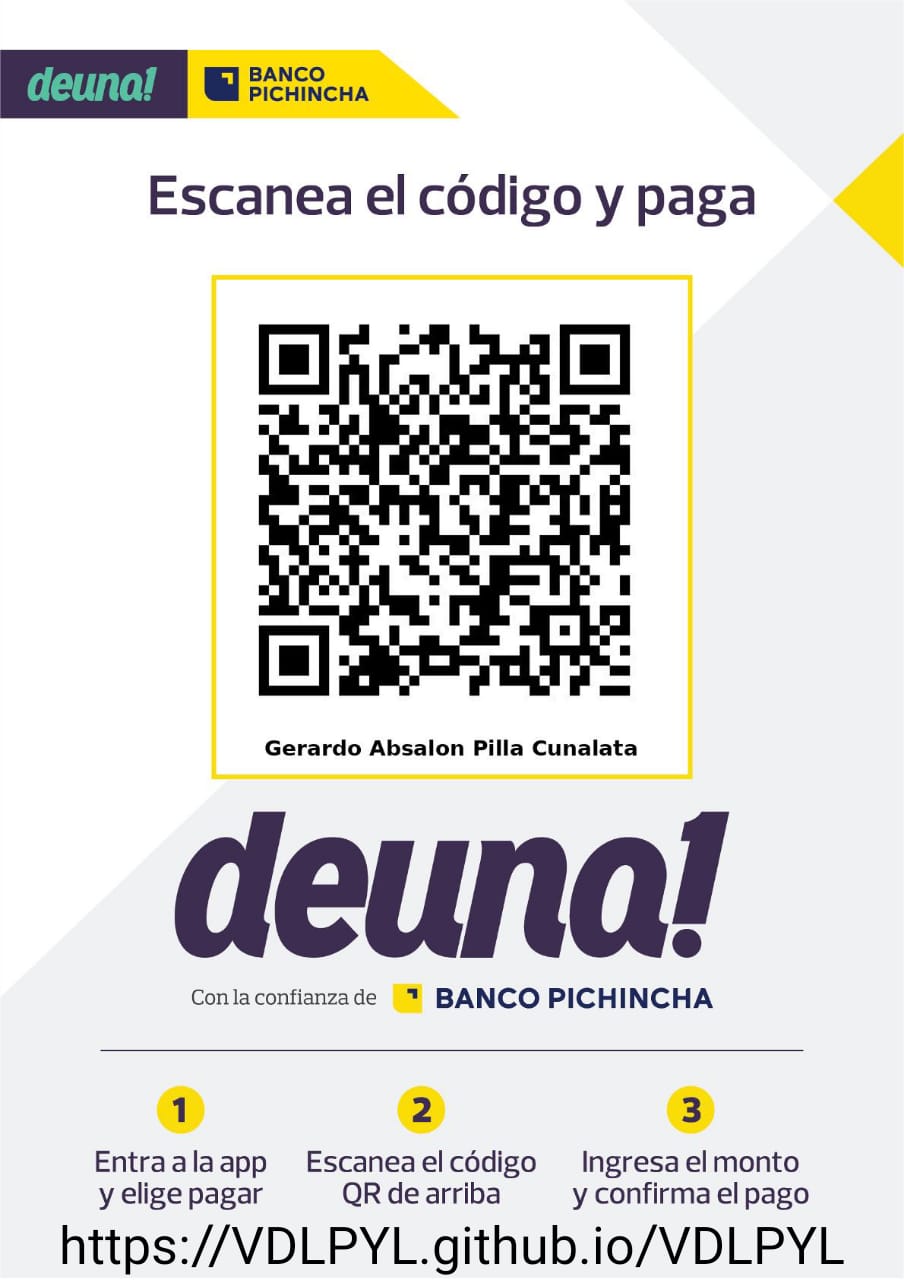 deuna! BANCO PICHINCHA
Escanea el código y paga
Gerardo Absalon Pilla Cunalata
deuna!
Con la confianza de BANCO PICHINCHA
1
Entra a la app
y elige pagar
2
Escanea el código
QR de arriba
3
Ingresa el monto
y confirma el pago
https://VDLPYL.github.io/VDLPYL